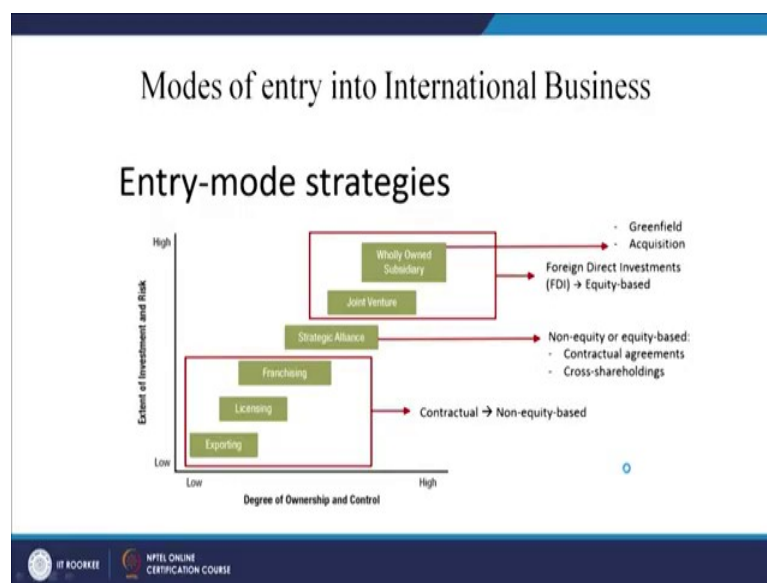 Modes of entry into International Business
Entry-mode strategies
High
Extent of Investment and Risk
Low
Wholly Owned
Subsidiary
Joint Venture
Strategic Alliance
Franchising
Licensing
Exporting
- Greenfield
- Acquisition
Foreign Direct Investments
(FDI) → Equity-based
Non-equity or equity-based:
- Contractual agreements
- Cross-shareholdings
Contractual → Non-equity-based
Low
High
Degree of Ownership and Control
IIT ROORKEE
NPTEL ONLINE
CERTIFICATION COURSE